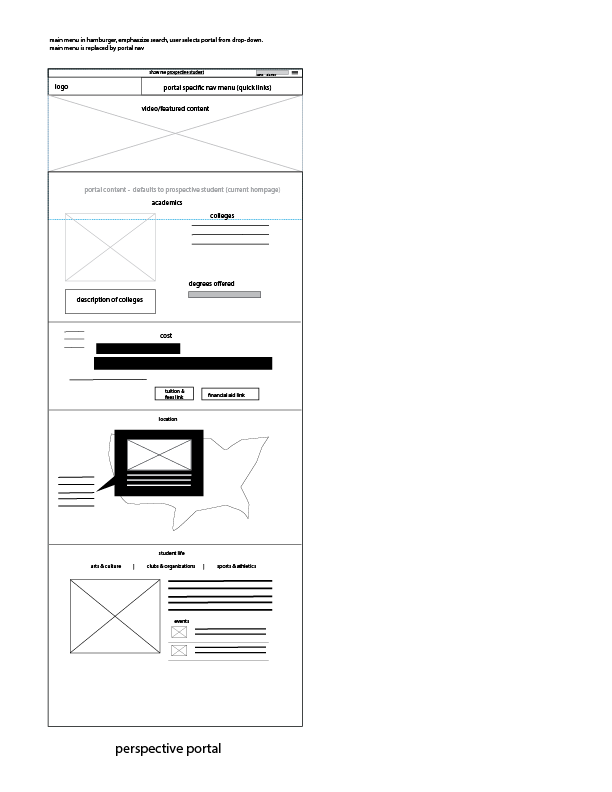 main menu in hamburger, emphasize search, user selects portal from drop-down.
main menu is replaced by portal nav
show me prospective student
logo
portal specific nav menu (quick links)
video/featured content
portal content - defaults to prospective student (current hompage)
academics
colleges
degrees offered
description of colleges
cost
tuition &
fees link
financial aid link
location
student life
arts & culture | clubs & organizations | sports & athletics
events
perspective portal